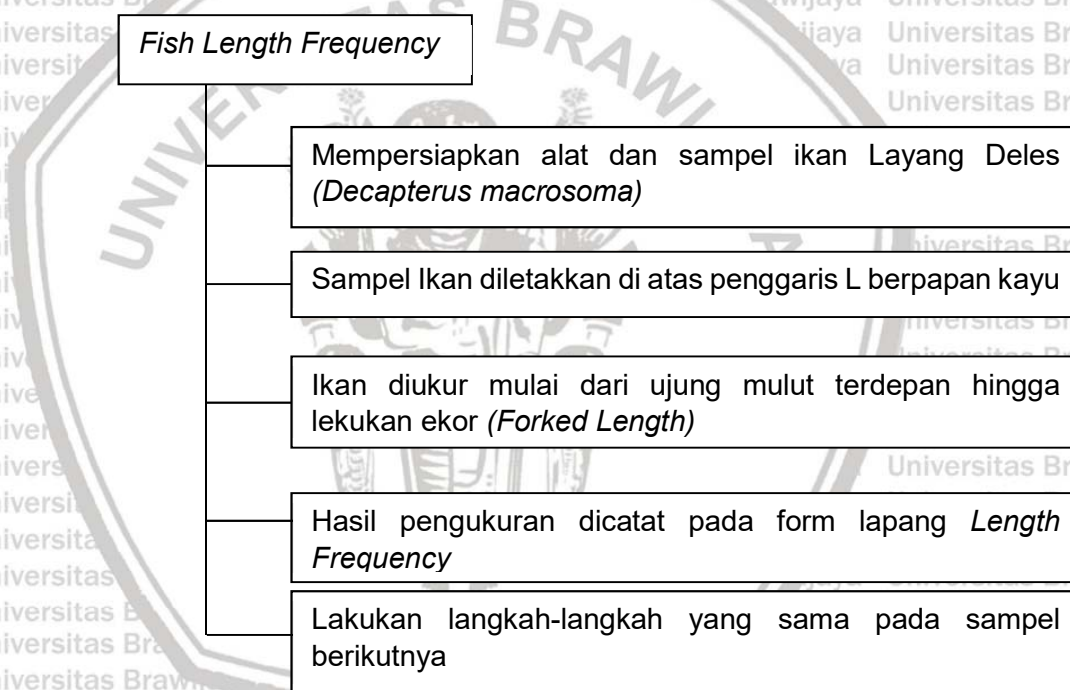 Fish Length Frequency
Mempersiapkan alat dan sampel ikan Layang Deles
(Decapterus macrosoma)
Sampel Ikan diletakkan di atas penggaris L berpapan kayu
Ikan diukur mulai dari ujung mulut terdepan hingga
lekukan ekor (Forked Length)
Hasil pengukuran dicatat pada form lapang Length
Frequency
Lakukan langkah-langkah yang sama pada sampel
berikutnya